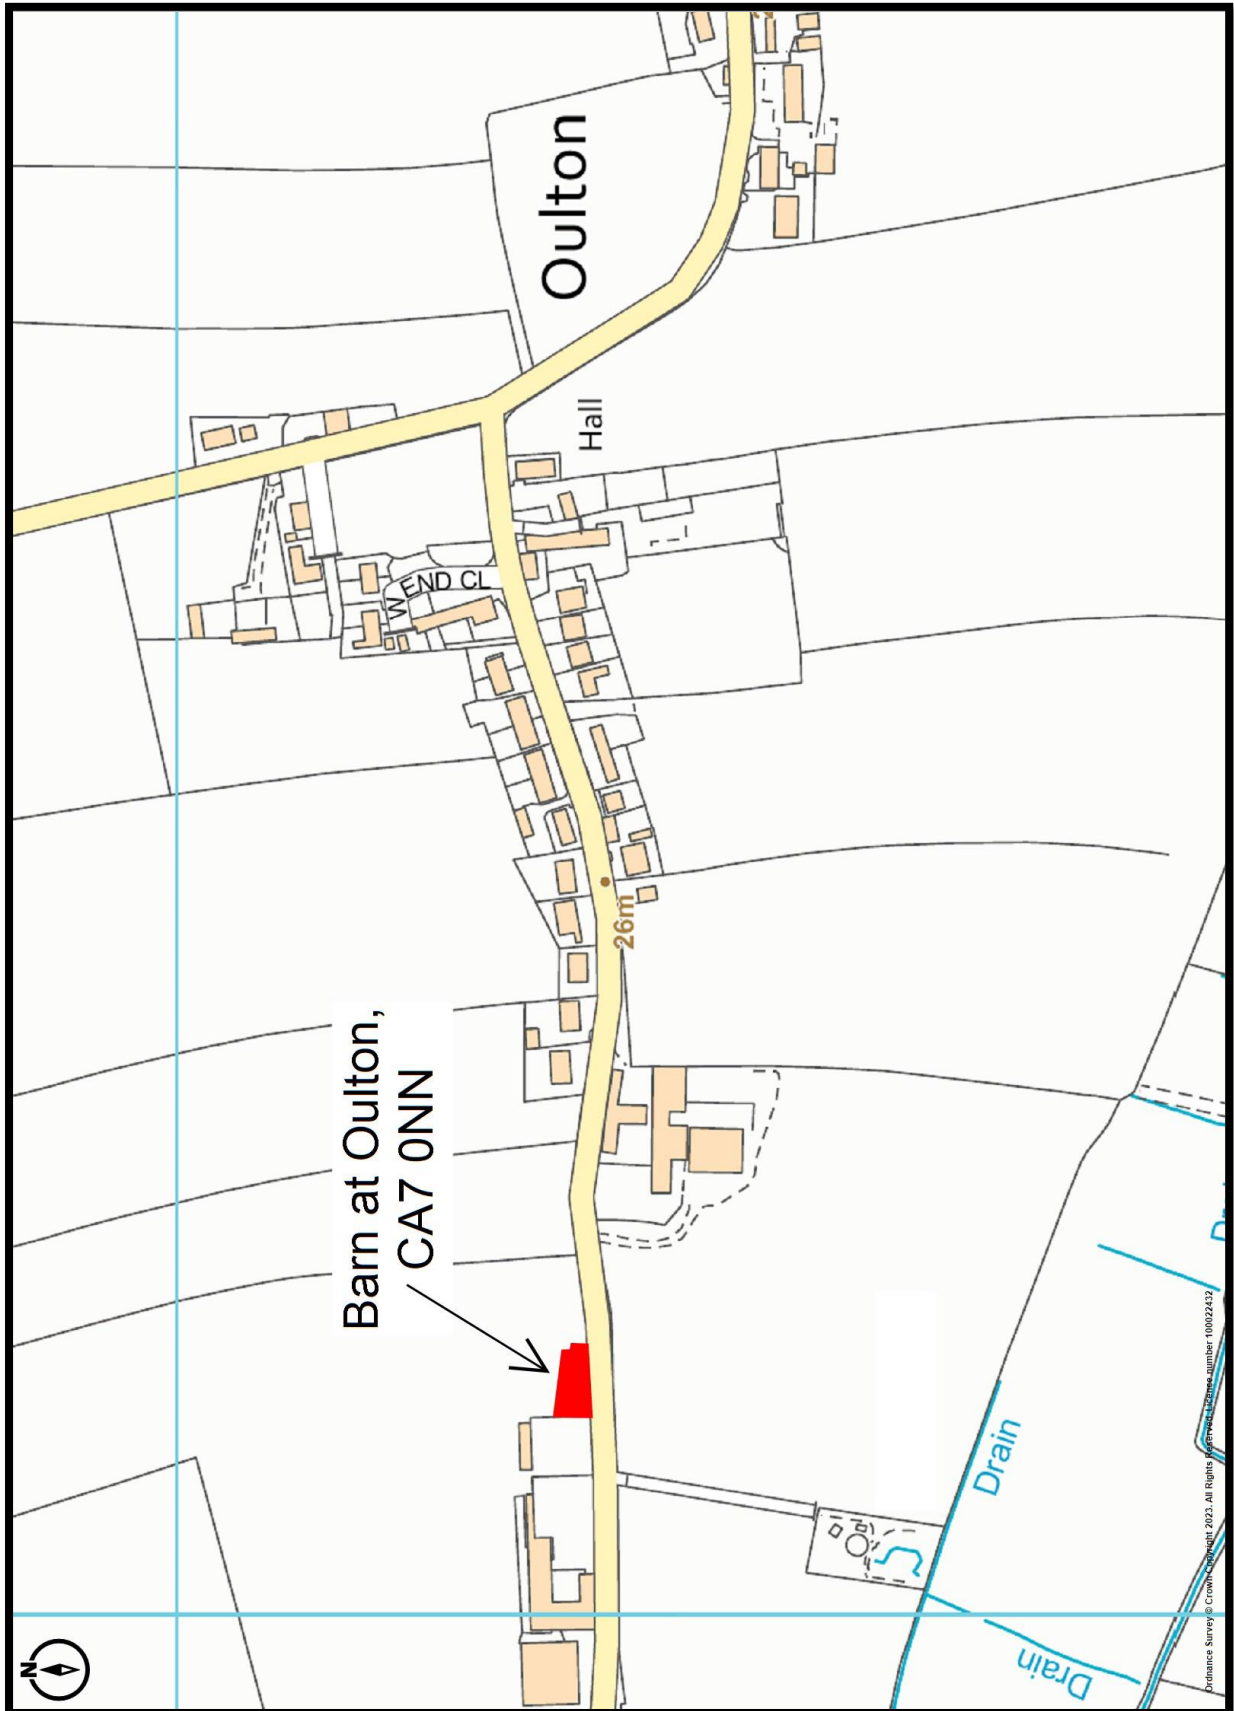 Oulton
Hall
W END CL
26m
Barn at Oulton,
CA7 0NN
Drain
Drain
N
Ordnance Survey © Crown Copyright 2023. All Rights Reserved. Licence number 100022432